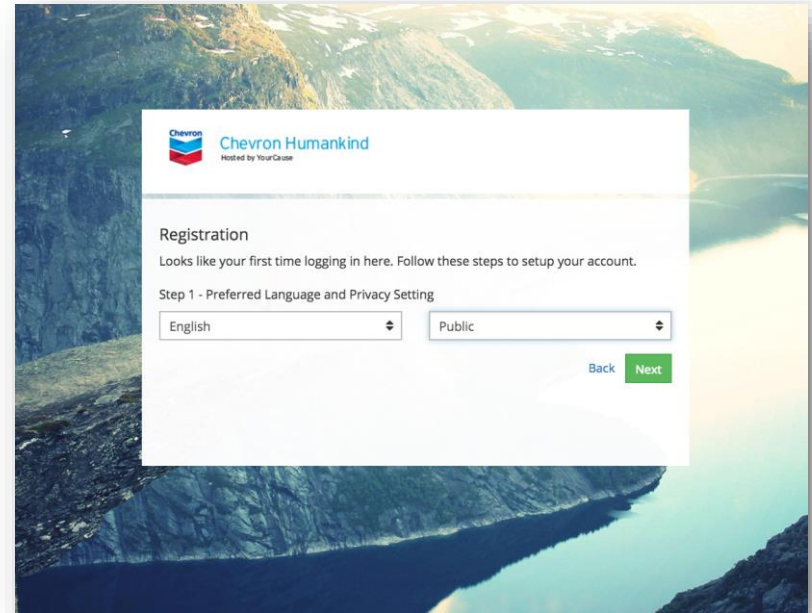 Chevron
Chevron Humankind
Hosted by YourCause
Registration
Looks like your first time logging in here. Follow these steps to setup your account.
Step 1 - Preferred Language and Privacy Setting
English
Public
Back
Next